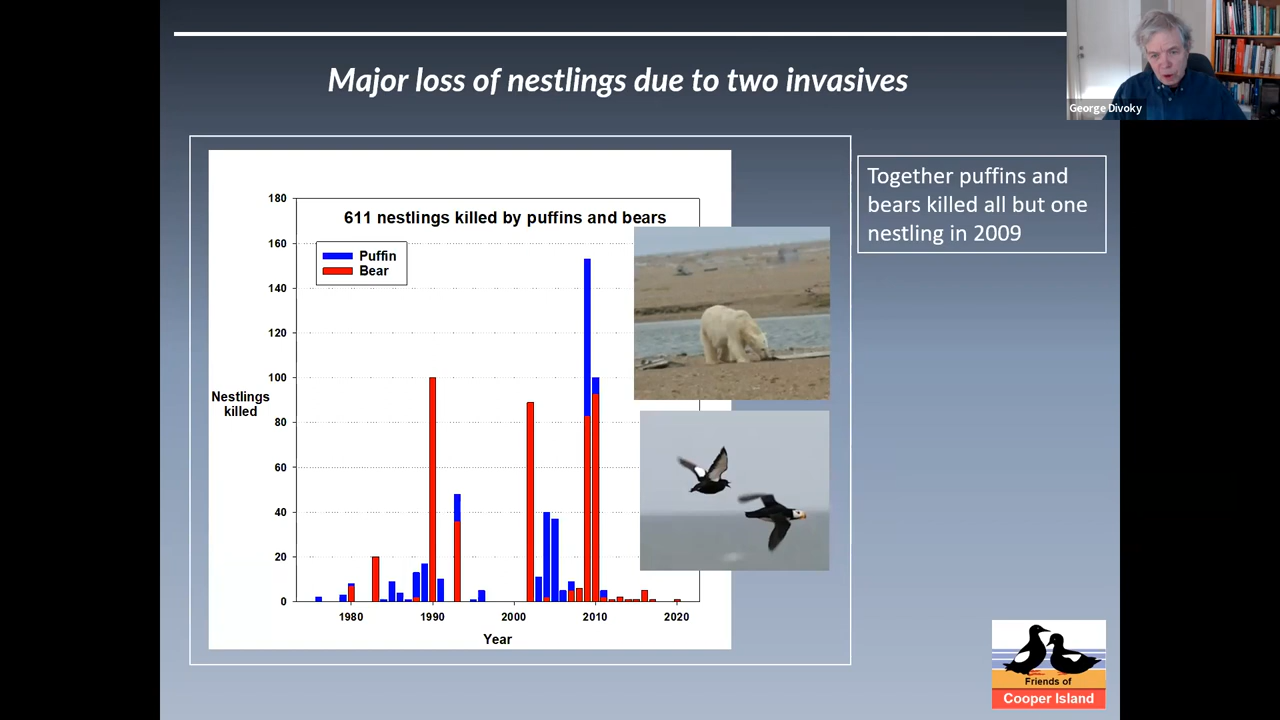 Major loss of nestlings due to two invasives
George Divoky
Together puffins and
bears killed all but one
nestling in 2009
611 nestlings killed by puffins and bears
Puffin
Bear
180
160
140
120
100
80
60
40
20
0
Nestlings
killed
1980
1990
2000
2010
2020
Year
Friends of
Cooper Island